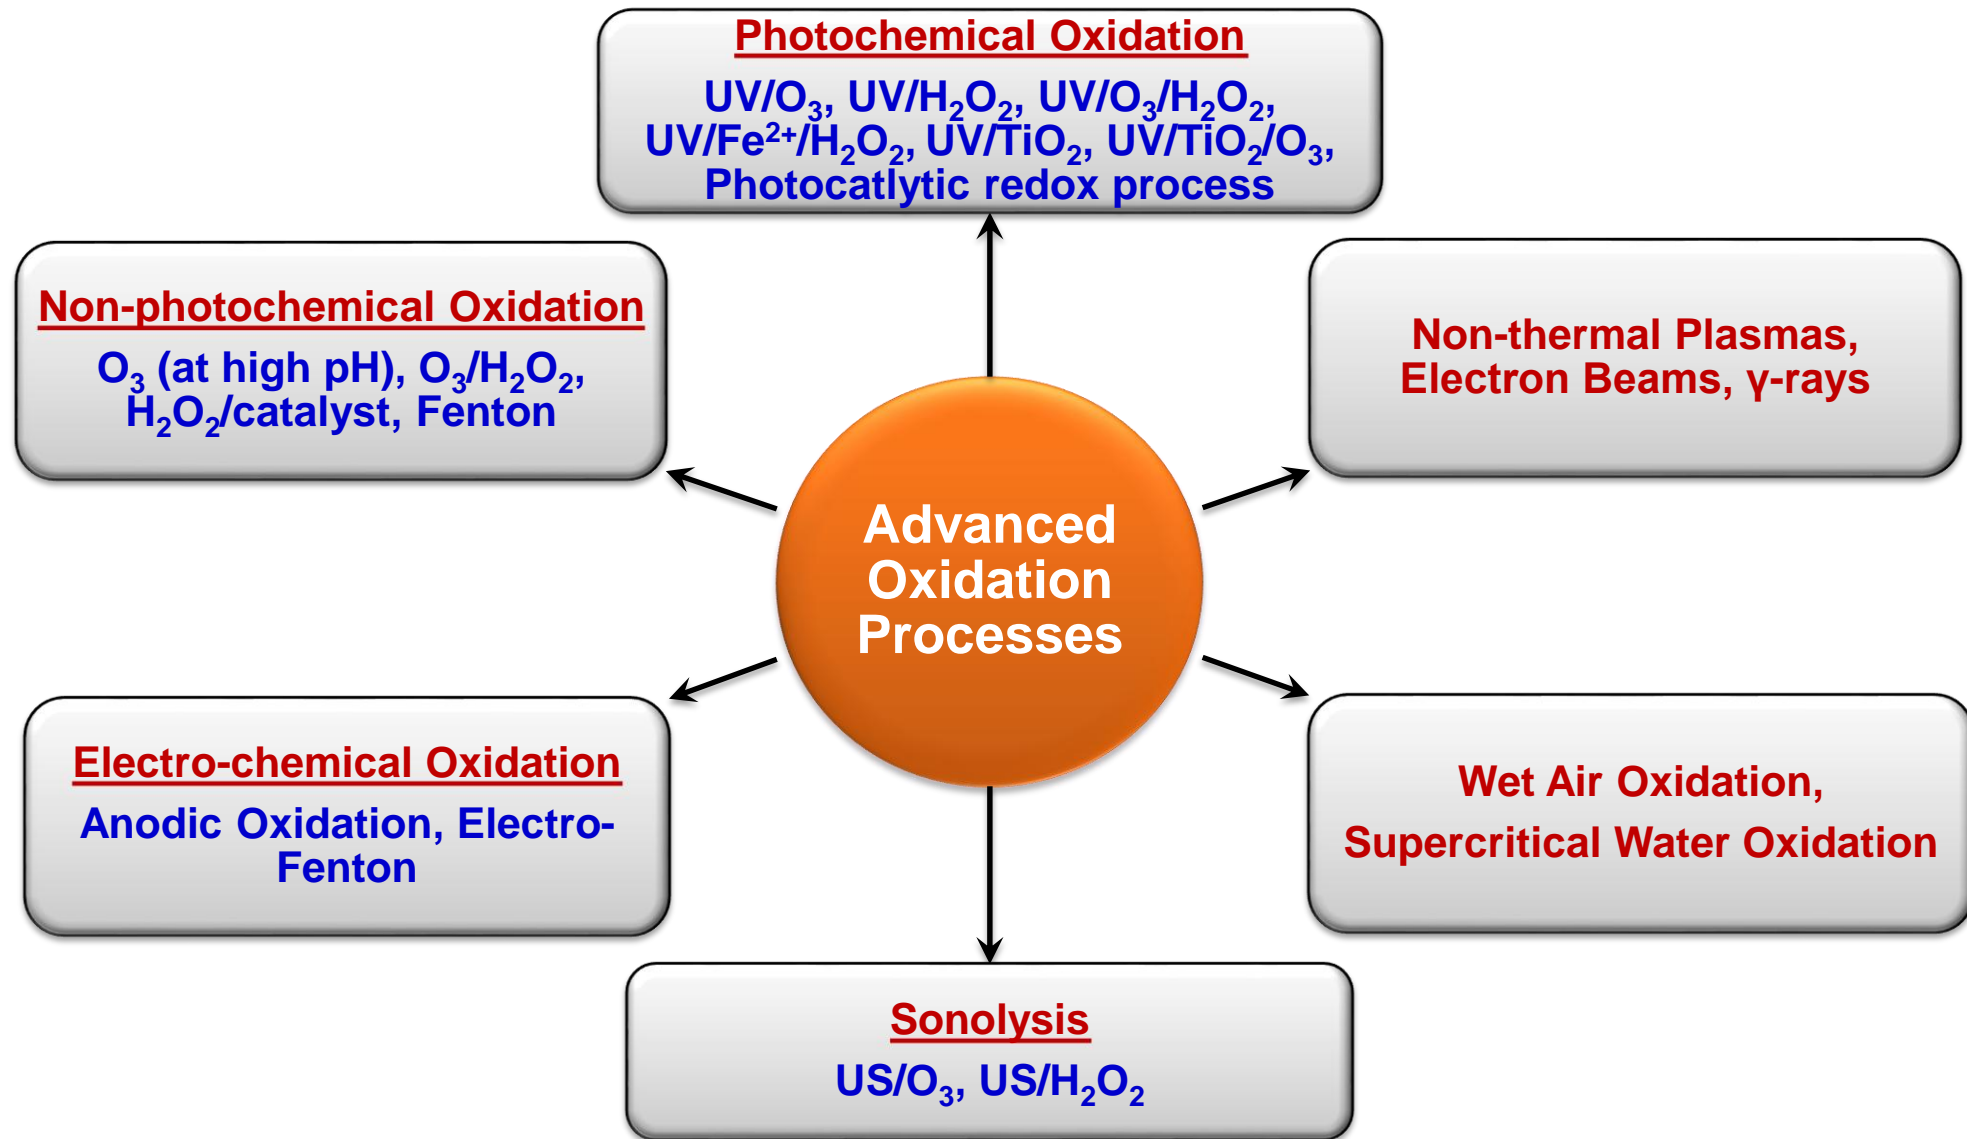 Photochemical Oxidation
UV/O₃, UV/H₂O₂, UV/O₃/H₂O₂,
UV/Fe²⁺/H₂O₂, UV/TiO₂, UV/TiO₂/O₃,
Photocatlytic redox process
Non-photochemical Oxidation
O₃ (at high pH), O₃/H₂O₂,
H₂O₂/catalyst, Fenton
Non-thermal Plasmas,
Electron Beams, γ-rays
Advanced
Oxidation
Processes
Electro-chemical Oxidation
Anodic Oxidation, Electro-
Fenton
Wet Air Oxidation,
Supercritical Water Oxidation
Sonolysis
US/O₃, US/H₂O₂